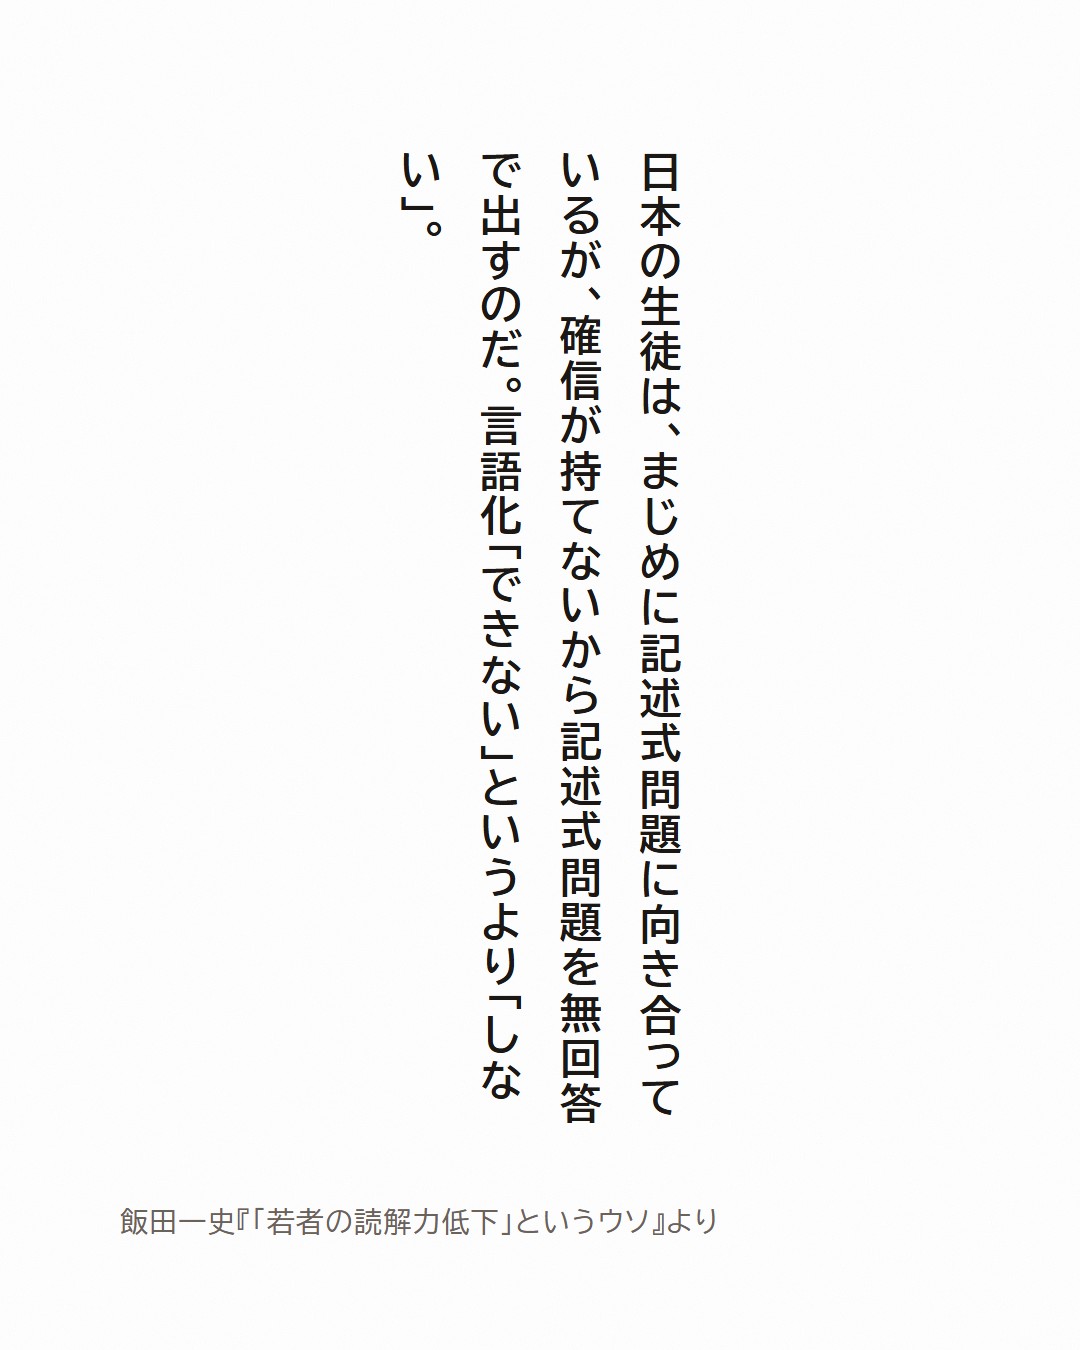 日本の生徒は、まじめに記述式問題に向き合って
いるが、確信が持てないから記述式問題を無回答
で出すのだ。言語化「できない」というより「しな
い」。
飯田一史『「若者の読解力低下」というウソ』より